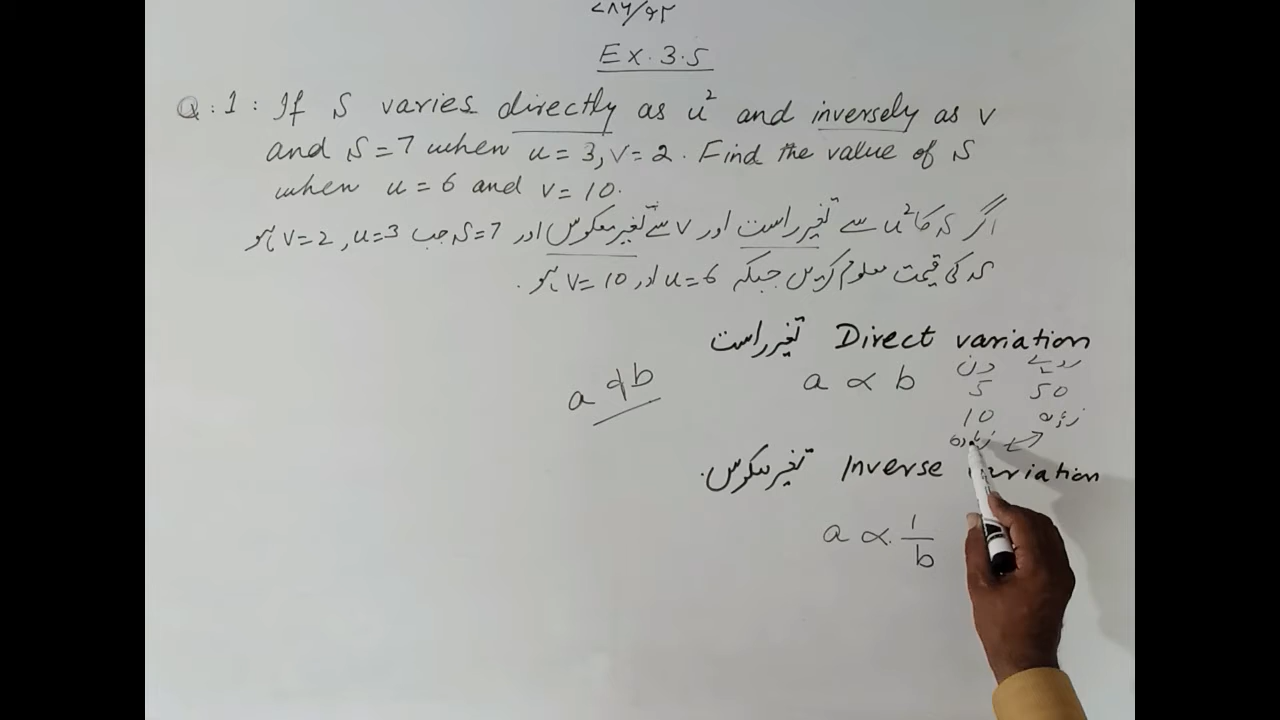 ۷۸۶/۹۲
Ex. 3.5
Q.1: If S varies directly as u² and inversely as v
and S=7 when u=3, v=2. Find the value of S
when u=6 and v=10.
اگر S کا u² سے تغیر راست اور v سے تغیر معکوس اور S=7 جب u=3, v=2 ہو
S کی قیمت معلوم کریں جبکہ u=6 اور v=10 ہو۔
تغیر راست Direct variation
a ∝ b
دن روپے
5 50
10
زیادہ
a ∝ b
تغیر معکوس Inverse variation
a ∝ 1/b